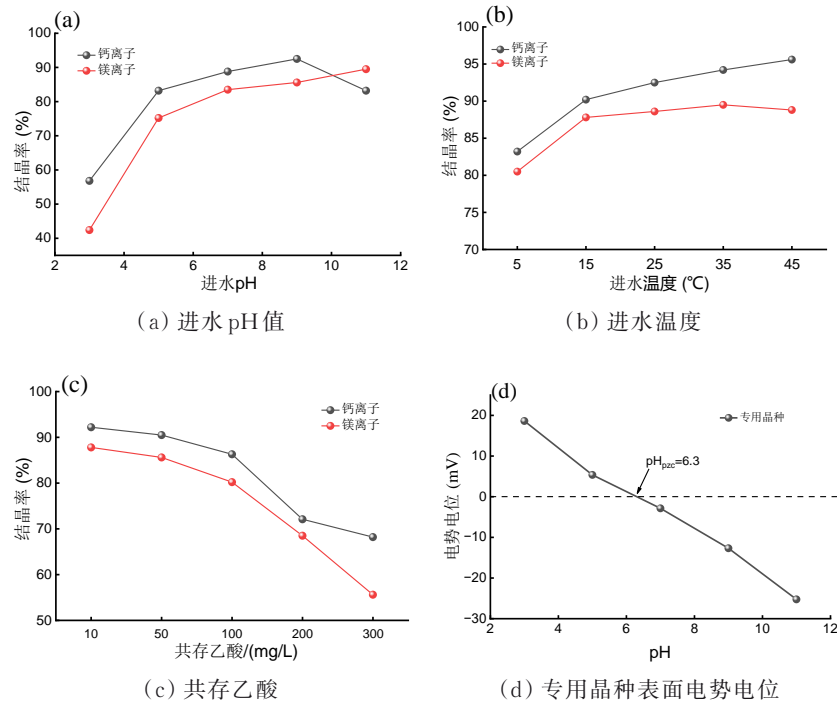 (a)
钙离子
镁离子
结晶率 (%)
100
90
80
70
60
50
40
2
4
6
8
10
12
进水pH
(a) 进水 pH 值
(b)
钙离子
镁离子
结晶率 (%)
100
95
90
85
80
75
70
5
15
25
35
45
进水温度 (℃)
(b) 进水温度
(c)
钙离子
镁离子
结晶率 (%)
100
90
80
70
60
50
10
50
100
200
300
共存乙酸/(mg/L)
(c) 共存乙酸
(d)
专用晶种
pHpzc=6.3
电势电位 (mV)
20
10
0
−10
−20
−30
2
4
6
8
10
12
pH
(d) 专用晶种表面电势电位